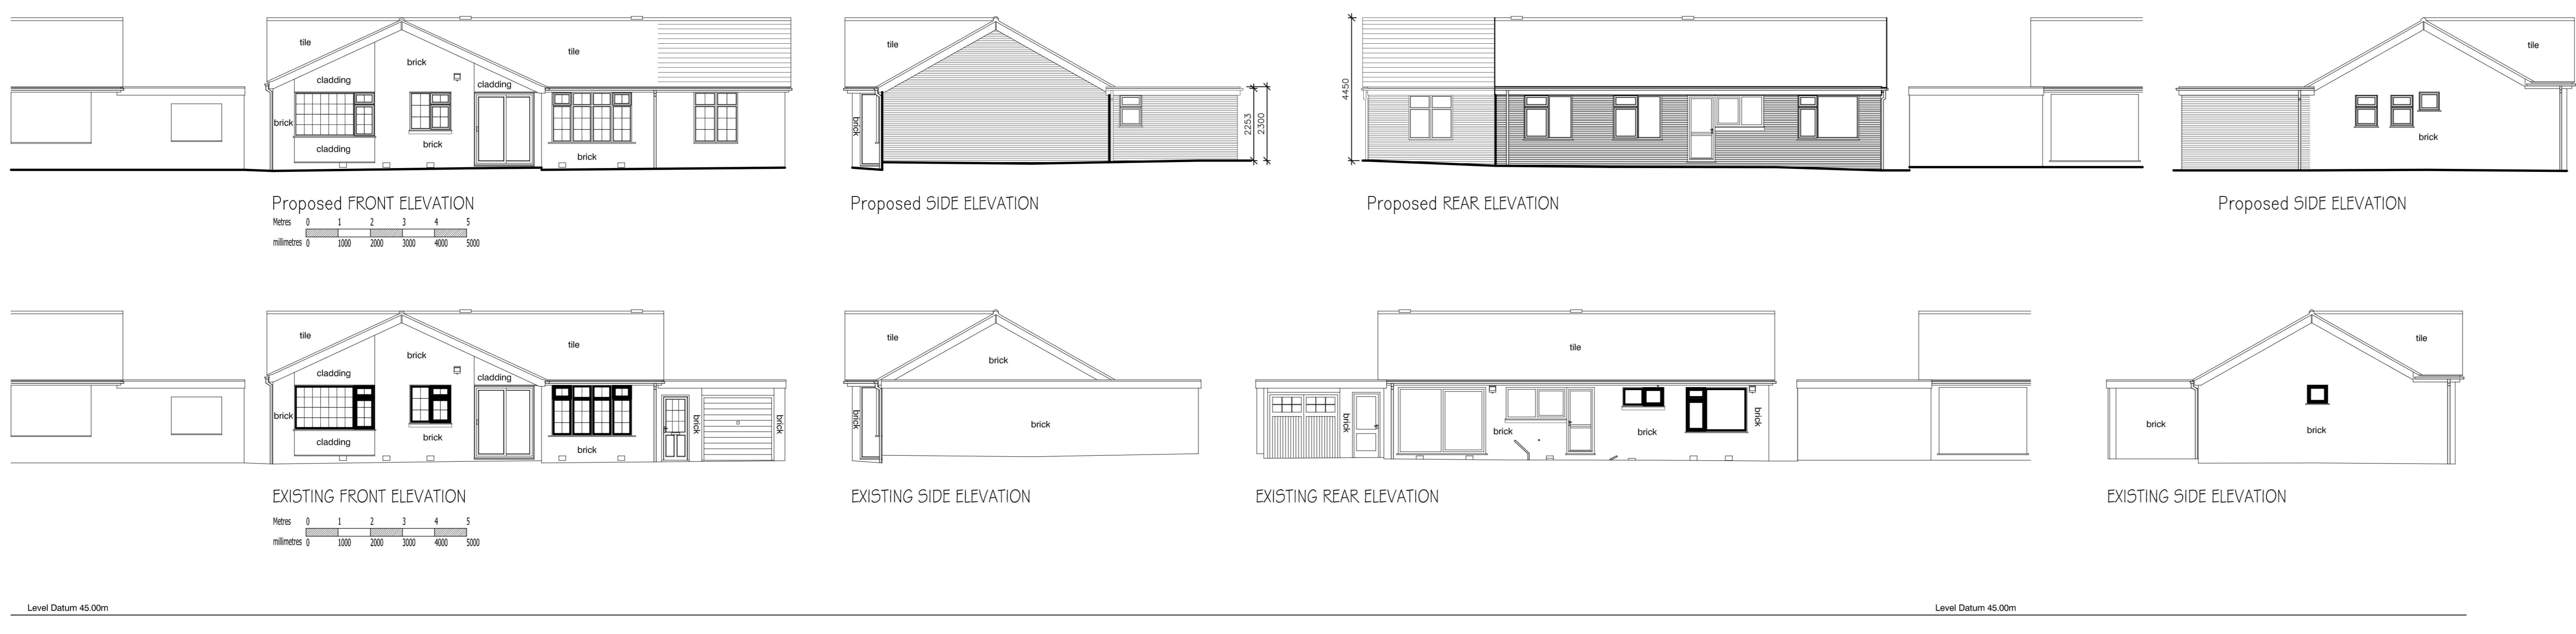 tile
cladding
brick
brick
cladding
brick
cladding
tile
brick
Proposed FRONT ELEVATION
Metres 0 1 2 3 4 5
millimetres 0 1000 2000 3000 4000 5000
tile
brick
2253
2300
Proposed SIDE ELEVATION
4450
Proposed REAR ELEVATION
tile
brick
Proposed SIDE ELEVATION
tile
cladding
brick
brick
cladding
brick
cladding
tile
brick
brick
brick
EXISTING FRONT ELEVATION
Metres 0 1 2 3 4 5
millimetres 0 1000 2000 3000 4000 5000
tile
brick
brick
brick
EXISTING SIDE ELEVATION
tile
brick
brick
brick
brick
EXISTING REAR ELEVATION
tile
brick
brick
EXISTING SIDE ELEVATION
Level Datum 45.00m
Level Datum 45.00m